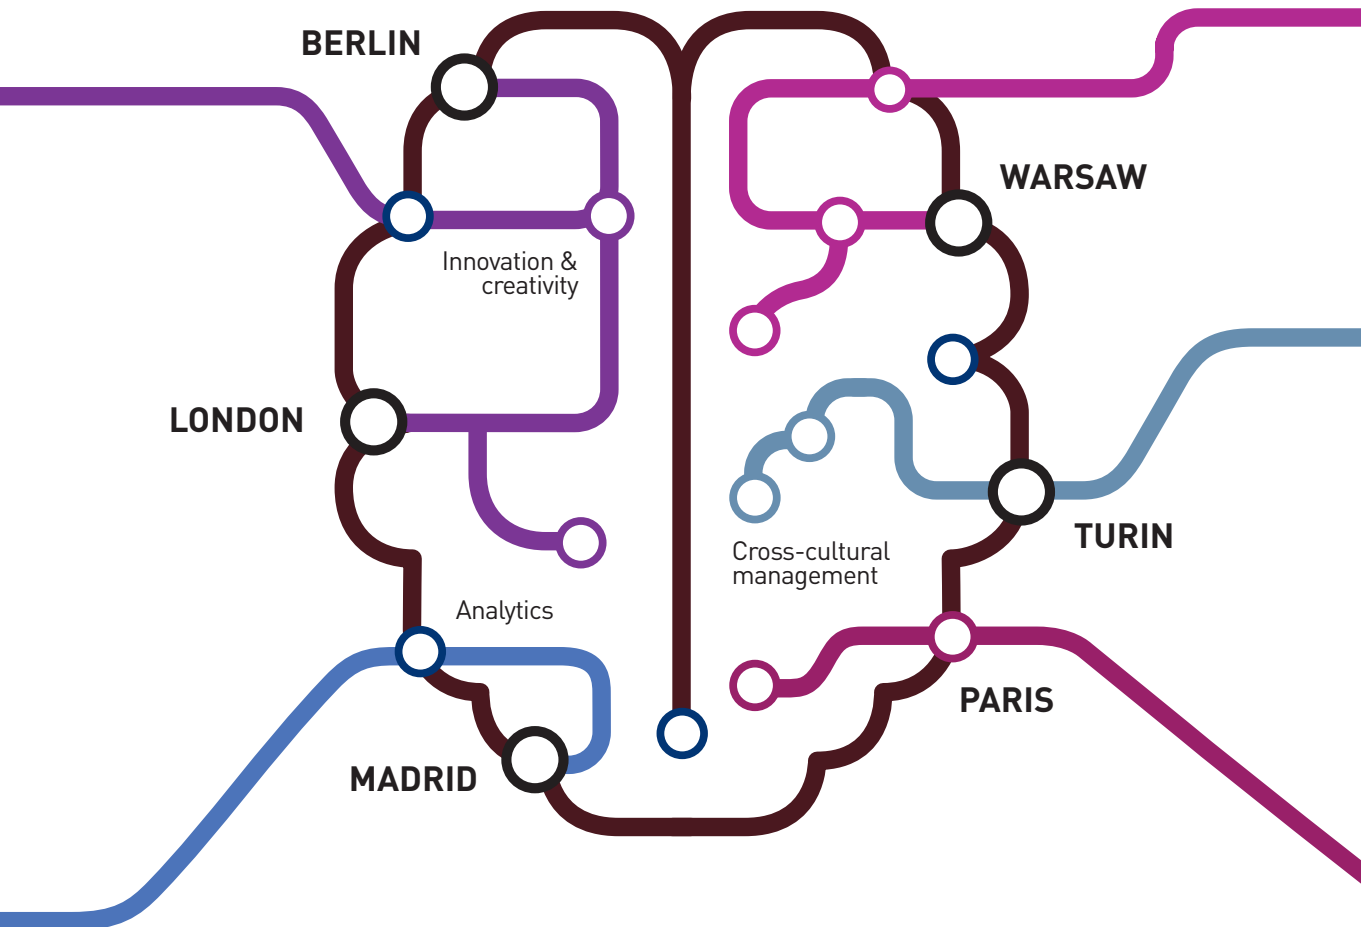 BERLIN
WARSAW
Innovation &
creativity
LONDON
TURIN
Cross-cultural
management
Analytics
PARIS
MADRID